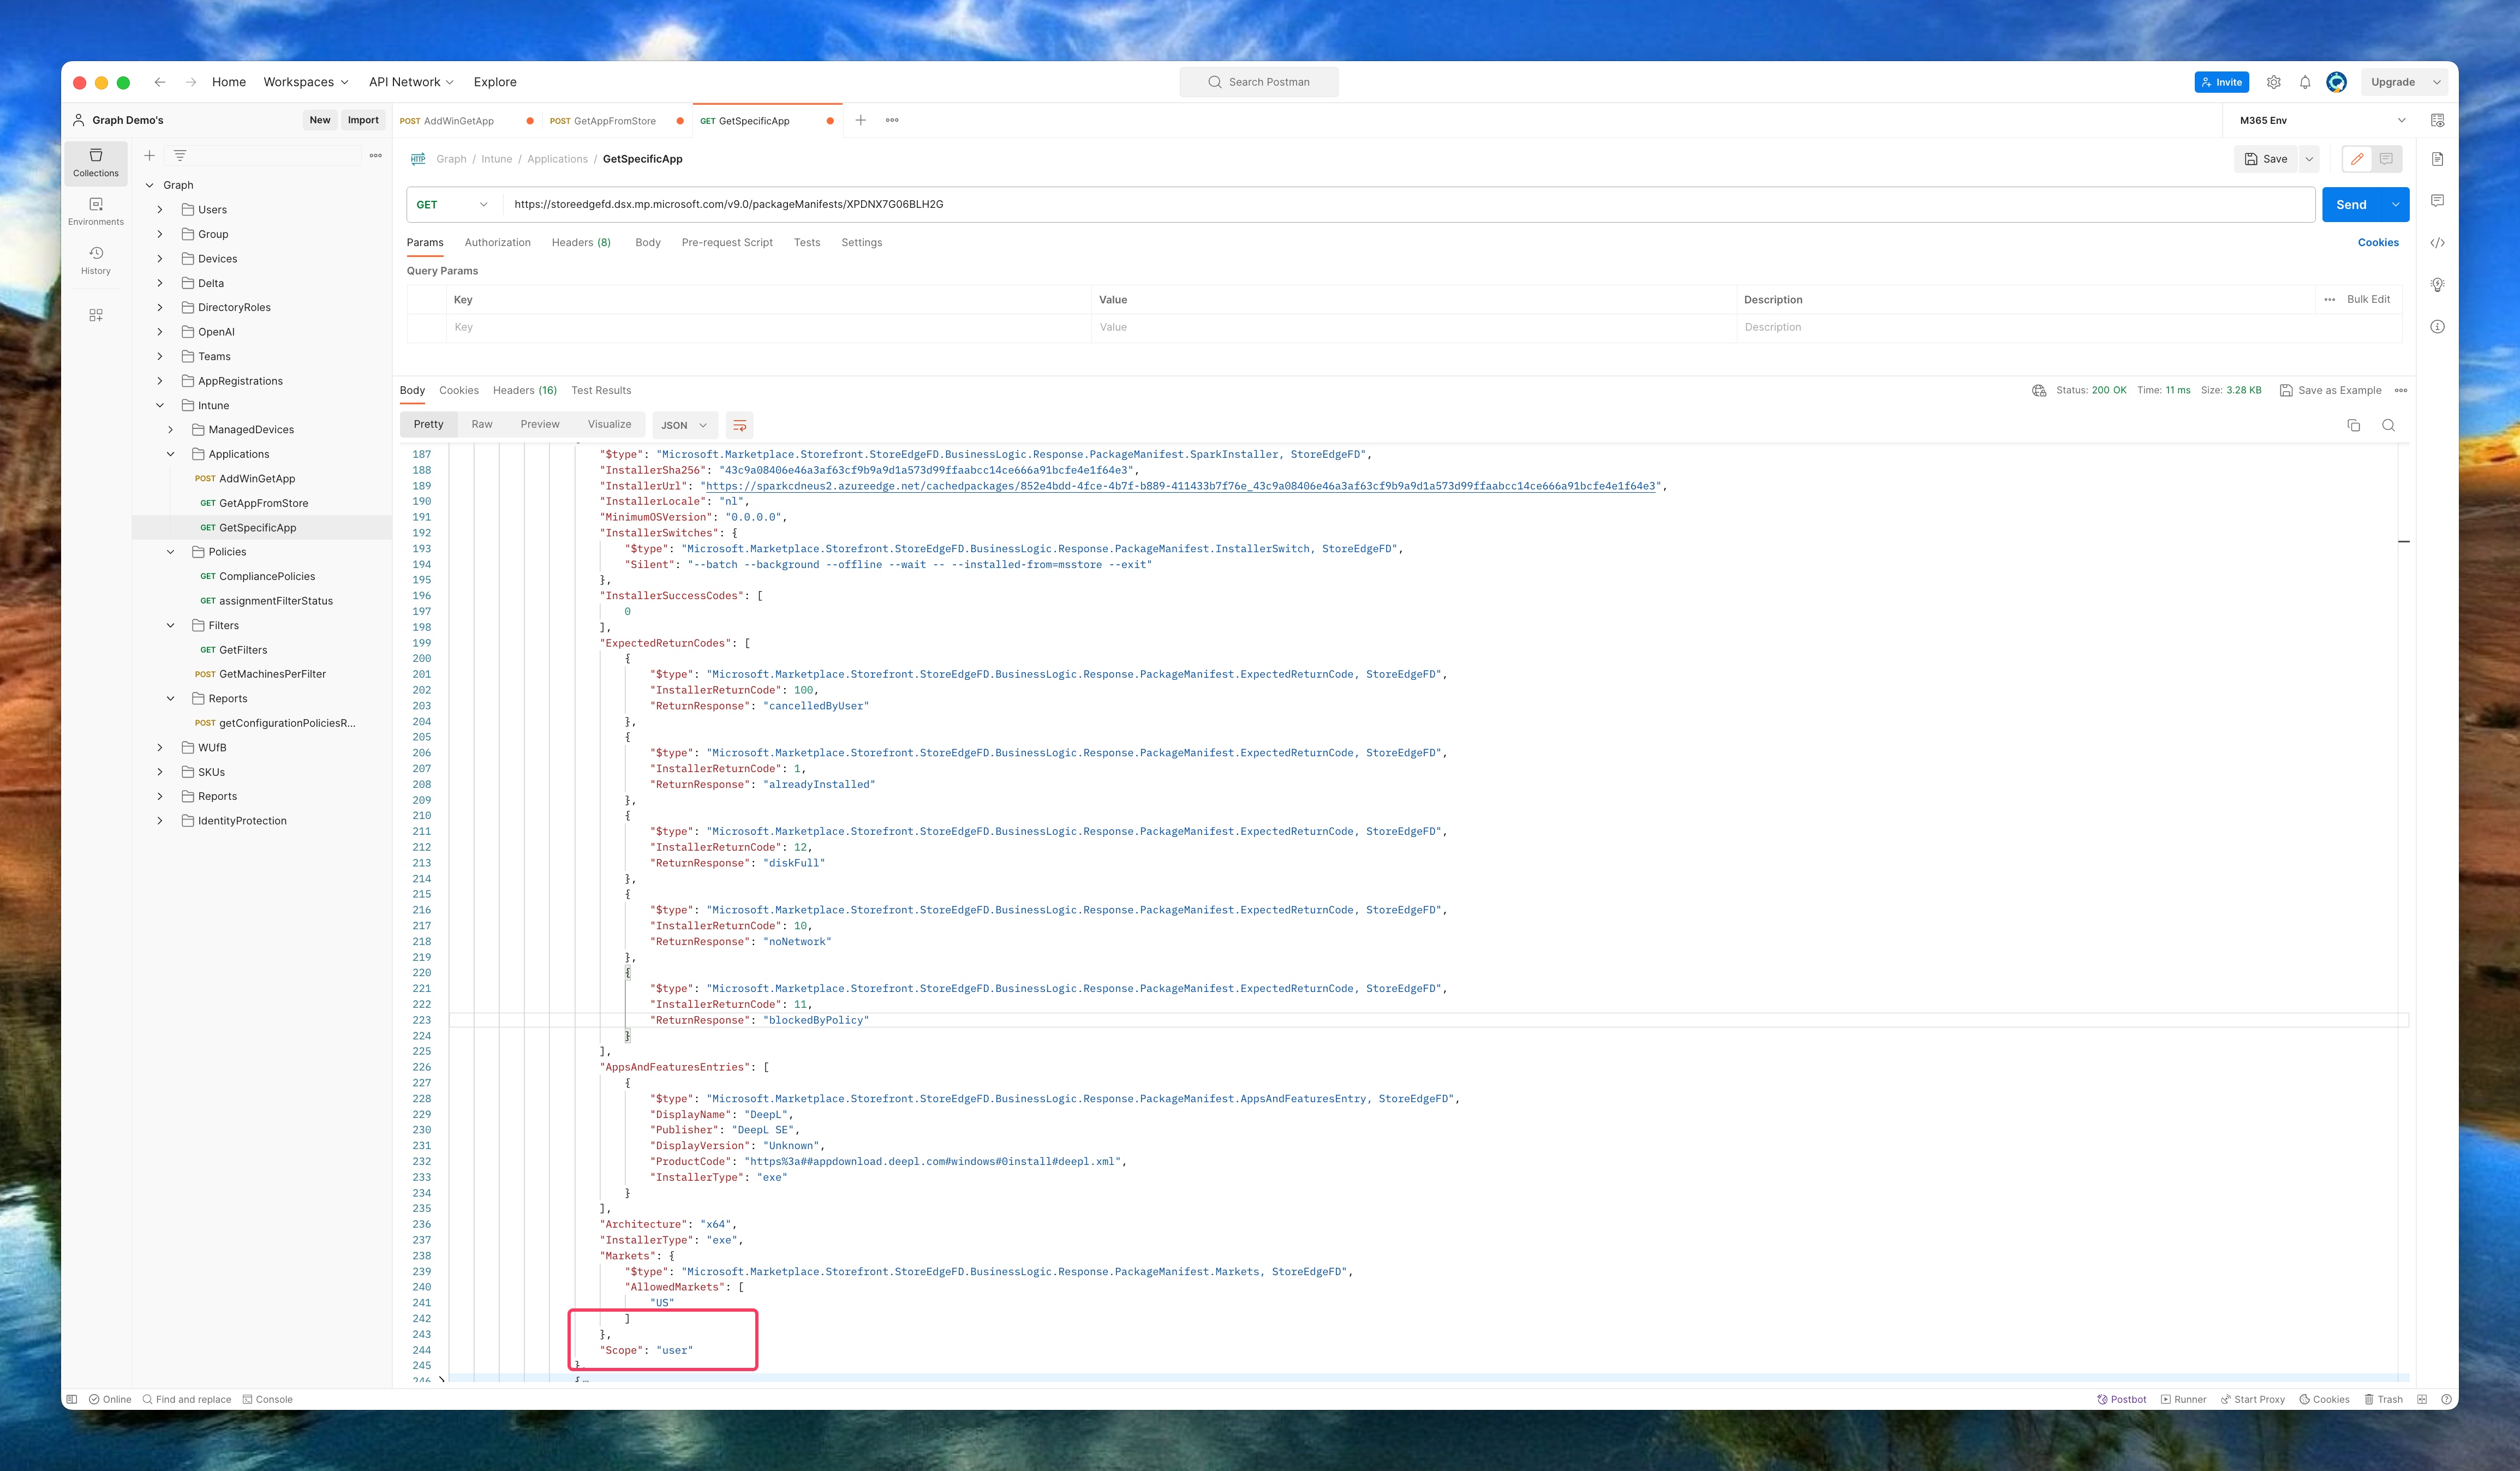 Home Workspaces API Network Explore
Search Postman
Invite
Upgrade
Graph Demo's
New Import
POST AddWinGetApp
POST GetAppFromStore
GET GetSpecificApp
M365 Env
Collections
Environments
History
Graph
Users
Group
Devices
Delta
DirectoryRoles
OpenAI
Teams
AppRegistrations
Intune
ManagedDevices
Applications
POST AddWinGetApp
GET GetAppFromStore
GET GetSpecificApp
Policies
GET CompliancePolicies
GET assignmentFilterStatus
Filters
GET GetFilters
POST GetMachinesPerFilter
Reports
POST getConfigurationPoliciesR...
WUfB
SKUs
Reports
IdentityProtection
HTTP Graph / Intune / Applications / GetSpecificApp
Save
GET https://storeedgefd.dsx.mp.microsoft.com/v9.0/packageManifests/XPDNX7G06BLH2G
Send
Params Authorization Headers (8) Body Pre-request Script Tests Settings
Cookies
Query Params
Key Value Description Bulk Edit
Key Value Description
Body Cookies Headers (16) Test Results
Status: 200 OK Time: 11 ms Size: 3.28 KB Save as Example
Pretty Raw Preview Visualize JSON
187 "$type": "Microsoft.Marketplace.Storefront.StoreEdgeFD.BusinessLogic.Response.PackageManifest.SparkInstaller, StoreEdgeFD",
188 "InstallerSha256": "43c9a08406e46a3af63cf9b9a9d1a573d99ffaabcc14ce666a91bcfe4e1f64e3",
189 "InstallerUrl": "https://sparkcdneus2.azureedge.net/cachedpackages/852e4bdd-4fce-4b7f-b889-411433b7f76e_43c9a08406e46a3af63cf9b9a9d1a573d99ffaabcc14ce666a91bcfe4e1f64e3",
190 "InstallerLocale": "nl",
191 "MinimumOSVersion": "0.0.0.0",
192 "InstallerSwitches": {
193 "$type": "Microsoft.Marketplace.Storefront.StoreEdgeFD.BusinessLogic.Response.PackageManifest.InstallerSwitch, StoreEdgeFD",
194 "Silent": "--batch --background --offline --wait -- --installed-from=msstore --exit"
195 },
196 "InstallerSuccessCodes": [
197 0
198 ],
199 "ExpectedReturnCodes": [
200 {
201 "$type": "Microsoft.Marketplace.Storefront.StoreEdgeFD.BusinessLogic.Response.PackageManifest.ExpectedReturnCode, StoreEdgeFD",
202 "InstallerReturnCode": 100,
203 "ReturnResponse": "cancelledByUser"
204 },
205 {
206 "$type": "Microsoft.Marketplace.Storefront.StoreEdgeFD.BusinessLogic.Response.PackageManifest.ExpectedReturnCode, StoreEdgeFD",
207 "InstallerReturnCode": 1,
208 "ReturnResponse": "alreadyInstalled"
209 },
210 {
211 "$type": "Microsoft.Marketplace.Storefront.StoreEdgeFD.BusinessLogic.Response.PackageManifest.ExpectedReturnCode, StoreEdgeFD",
212 "InstallerReturnCode": 12,
213 "ReturnResponse": "diskFull"
214 },
215 {
216 "$type": "Microsoft.Marketplace.Storefront.StoreEdgeFD.BusinessLogic.Response.PackageManifest.ExpectedReturnCode, StoreEdgeFD",
217 "InstallerReturnCode": 10,
218 "ReturnResponse": "noNetwork"
219 },
220 {
221 "$type": "Microsoft.Marketplace.Storefront.StoreEdgeFD.BusinessLogic.Response.PackageManifest.ExpectedReturnCode, StoreEdgeFD",
222 "InstallerReturnCode": 11,
223 "ReturnResponse": "blockedByPolicy"
224 }
225 ],
226 "AppsAndFeaturesEntries": [
227 {
228 "$type": "Microsoft.Marketplace.Storefront.StoreEdgeFD.BusinessLogic.Response.PackageManifest.AppsAndFeaturesEntry, StoreEdgeFD",
229 "DisplayName": "DeepL",
230 "Publisher": "DeepL SE",
231 "DisplayVersion": "Unknown",
232 "ProductCode": "https%3a##appdownload.deepl.com#windows#0install#deepl.xml",
233 "InstallerType": "exe"
234 }
235 ],
236 "Architecture": "x64",
237 "InstallerType": "exe",
238 "Markets": {
239 "$type": "Microsoft.Marketplace.Storefront.StoreEdgeFD.BusinessLogic.Response.PackageManifest.Markets, StoreEdgeFD",
240 "AllowedMarkets": [
241 "US"
242 ]
243 },
244 "Scope": "user"
245 },
246 {…
Online Find and replace Console
Postbot Runner Start Proxy Cookies Trash